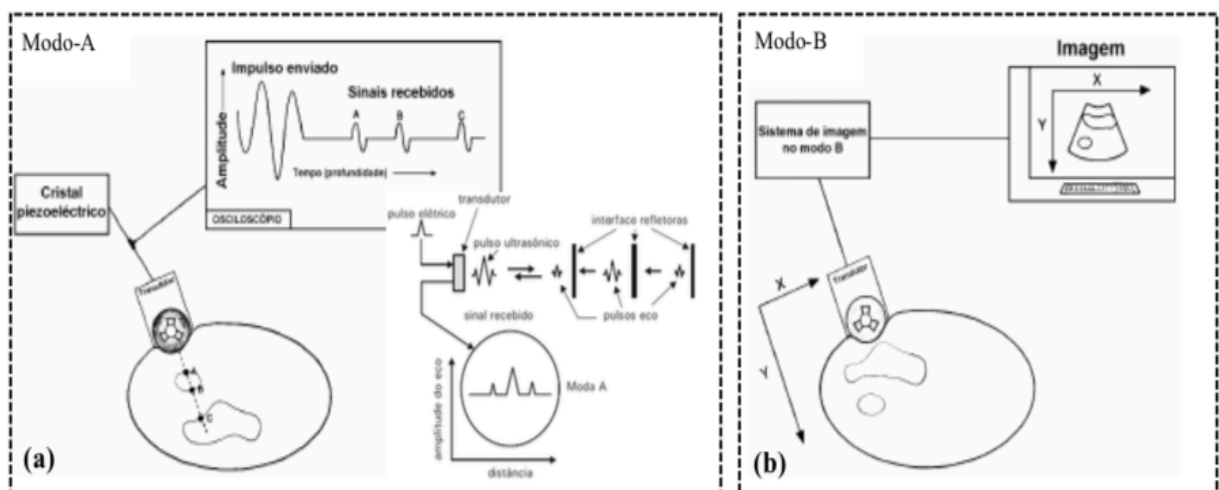 Modo-A
Impulso enviado
Sinais recebidos
A
B
C
Amplitude
Tempo (profundidade)
OSCILOSCÓPIO
Cristal
piezoeléctrico
Transdutor
A
B
C
(a)
transdutor
pulso elétrico
pulso ultrasônico
interface refletoras
pulsos eco
sinal recebido
amplitude do eco
Moda A
distância
Modo-B
Imagem
X
Y
Sistema de imagem
no modo B
Transdutor
X
Y
(b)